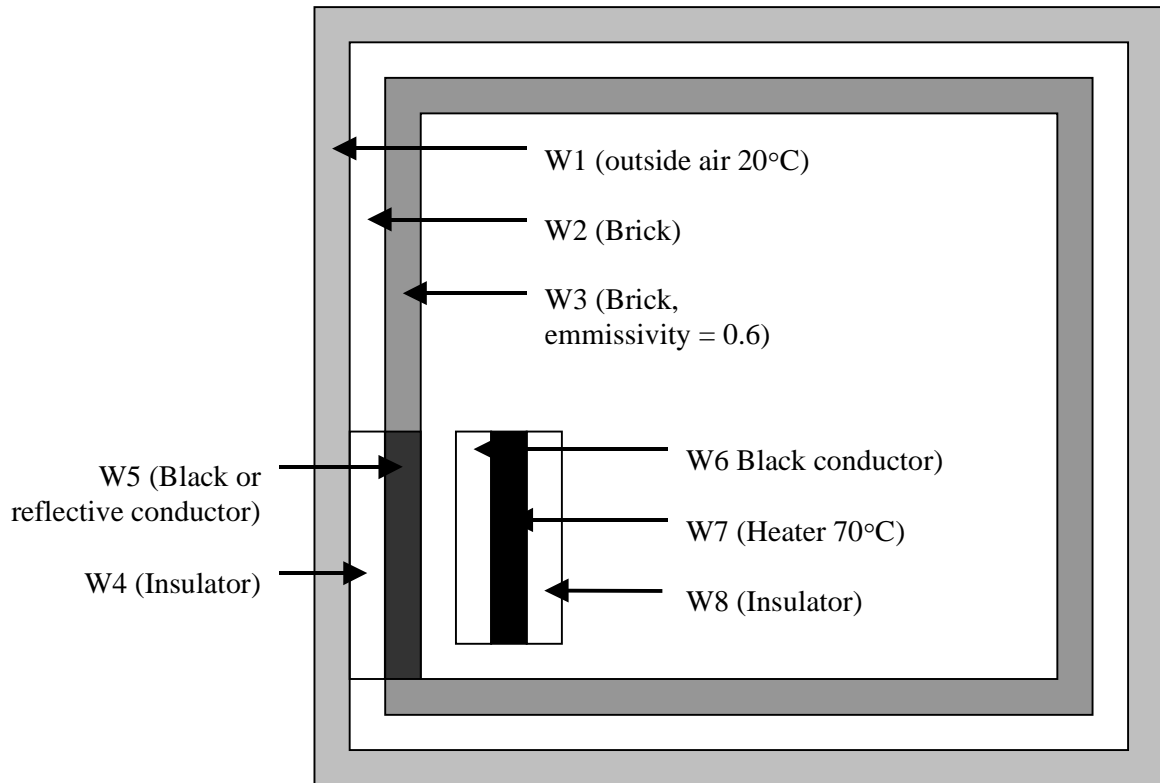 W1 (outside air 20°C)
W2 (Brick)
W3 (Brick,
emmissivity = 0.6)
W5 (Black or
reflective conductor)
W4 (Insulator)
W6 Black conductor)
W7 (Heater 70°C)
W8 (Insulator)